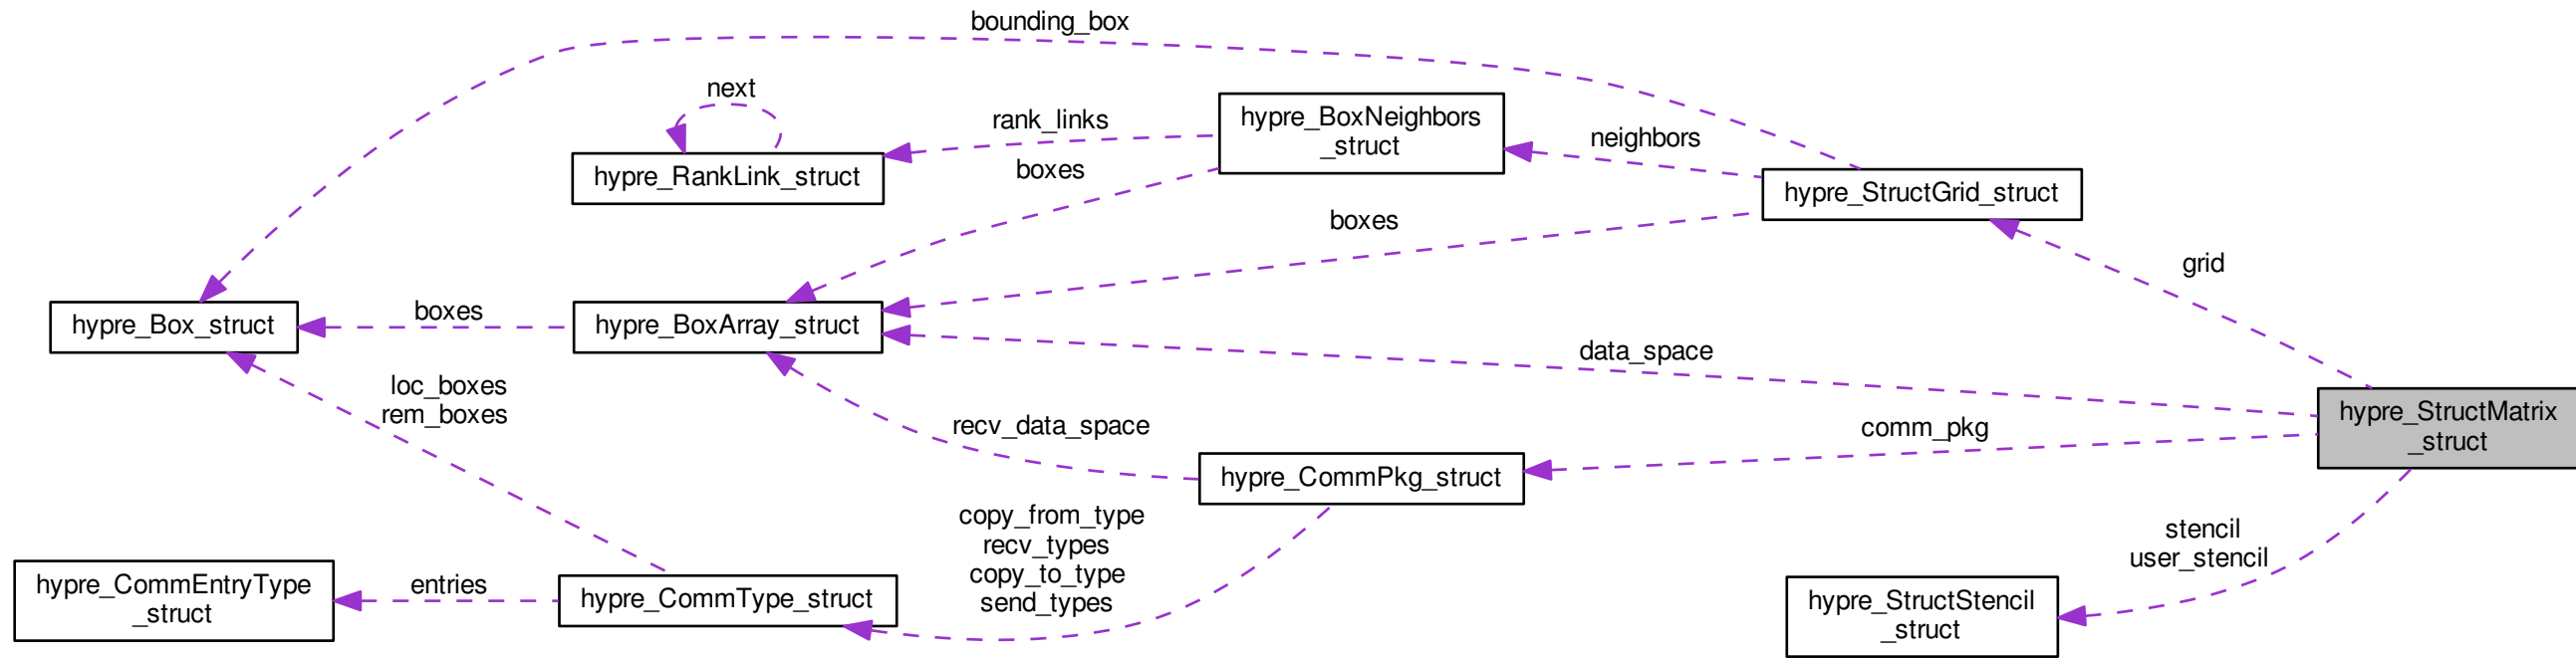 bounding_box
next
rank_links
hypre_BoxNeighbors
_struct
neighbors
hypre_RankLink_struct
boxes
hypre_StructGrid_struct
boxes
grid
hypre_Box_struct
boxes
hypre_BoxArray_struct
data_space
loc_boxes
rem_boxes
recv_data_space
comm_pkg
hypre_StructMatrix
_struct
hypre_CommPkg_struct
copy_from_type
recv_types
copy_to_type
send_types
stencil
user_stencil
hypre_CommEntryType
_struct
entries
hypre_CommType_struct
hypre_StructStencil
_struct